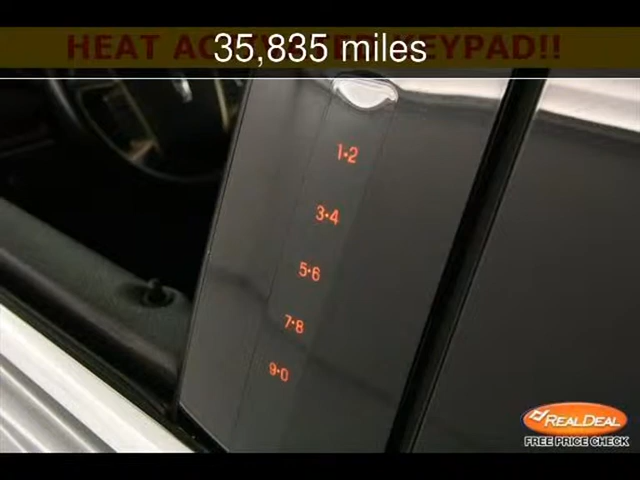 HEAT ACTIVATED KEYPAD!!
35,835 miles
1•2
3•4
5•6
7•8
9•0
REALDEAL
FREE PRICE CHECK